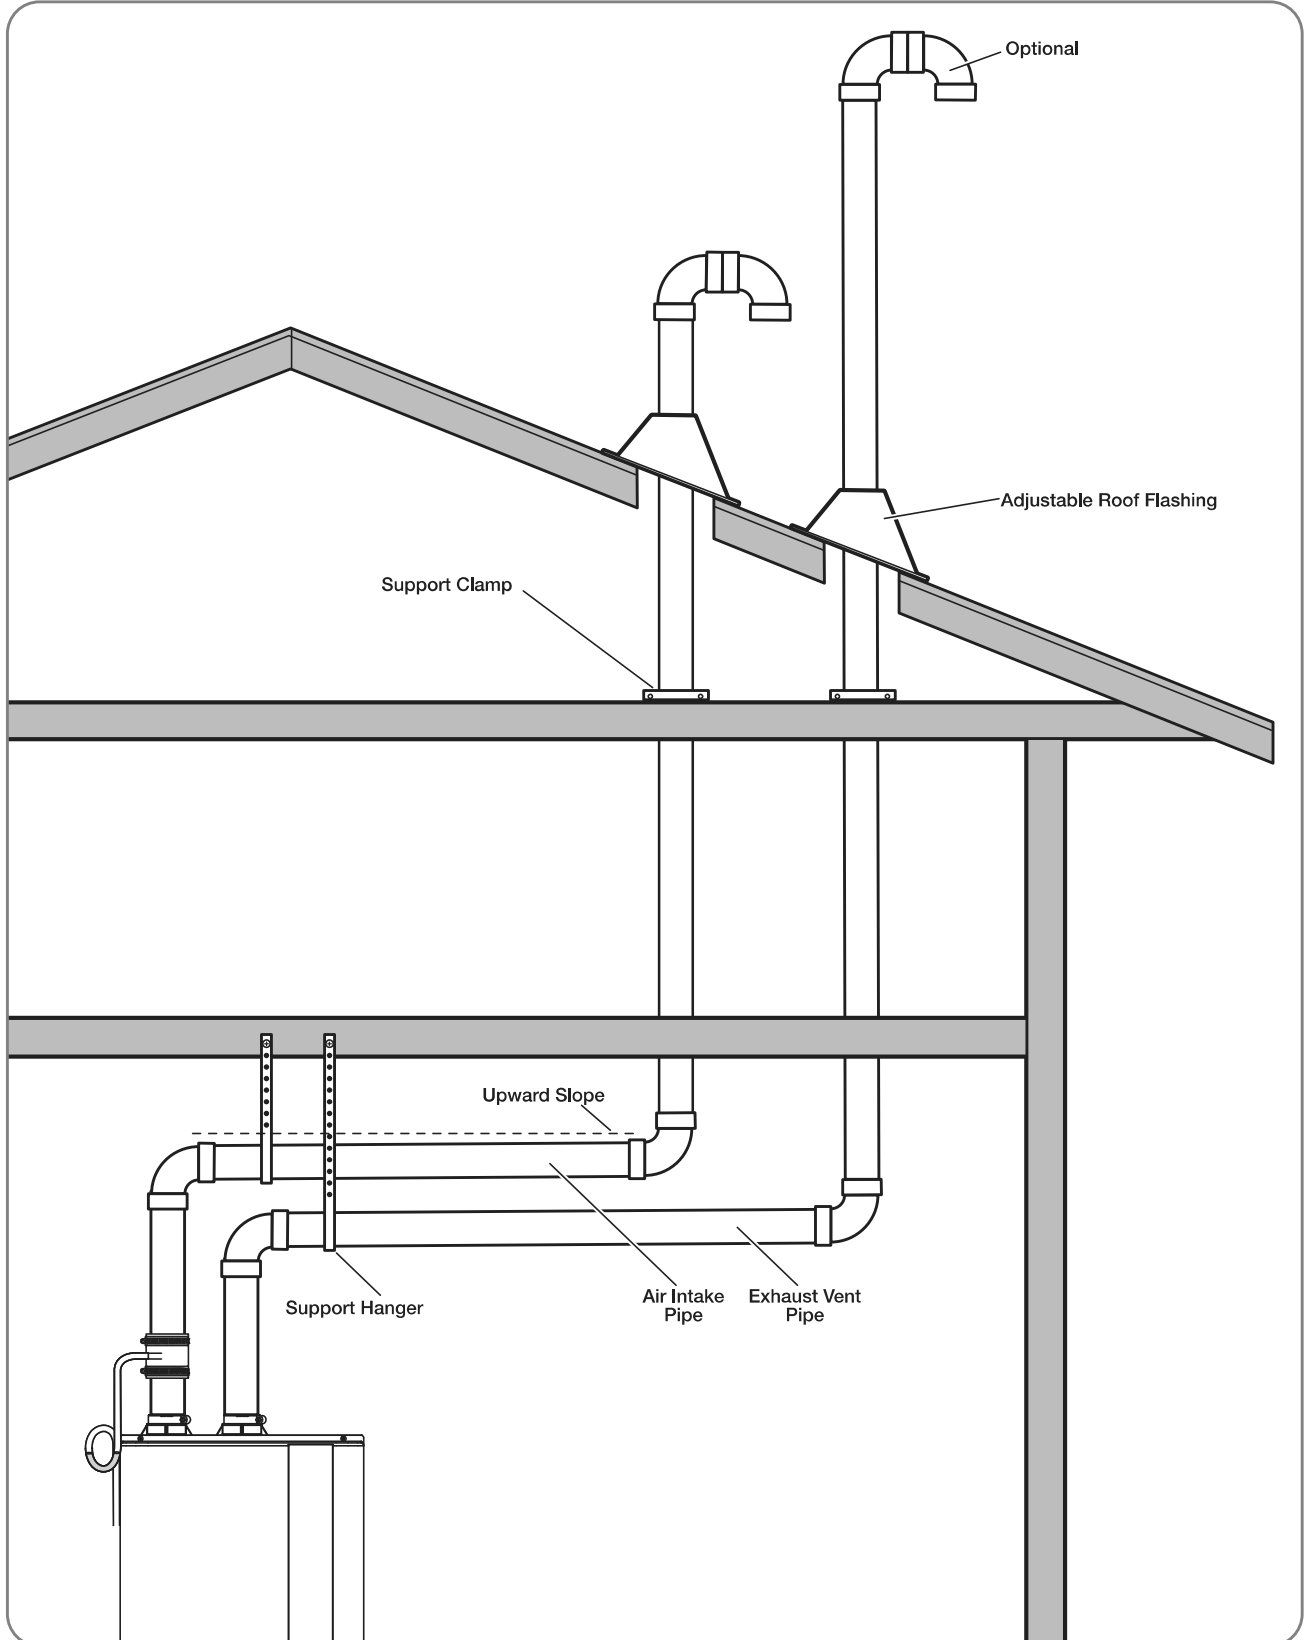 Optional
Adjustable Roof Flashing
Support Clamp
Upward Slope
Air Intake
Pipe
Exhaust Vent
Pipe
Support Hanger